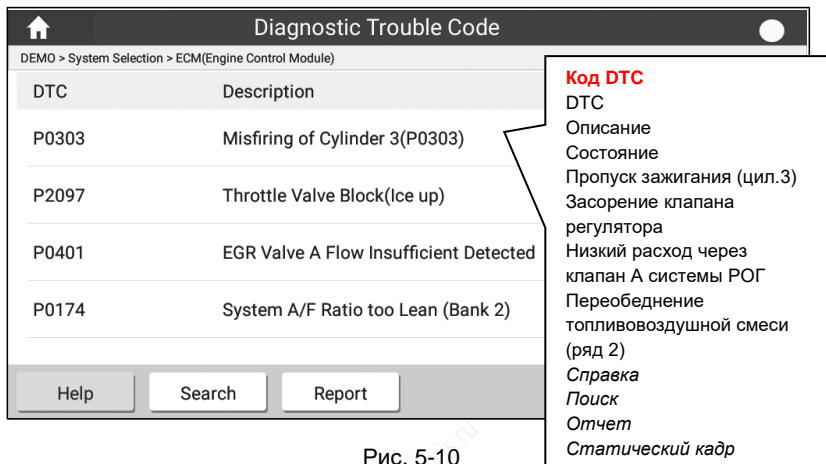 Diagnostic Trouble Code
DEMO > System Selection > ECM(Engine Control Module)
DTC Description
P0303 Misfiring of Cylinder 3(P0303)
P2097 Throttle Valve Block(Ice up)
P0401 EGR Valve A Flow Insufficient Detected
P0174 System A/F Ratio too Lean (Bank 2)
Help Search Report
Код DTC
DTC
Описание
Состояние
Пропуск зажигания (цил.3)
Засорение клапана
регулятора
Низкий расход через
клапан А системы РОГ
Переобеднение
топливовоздушной смеси
(ряд 2)
Справка
Поиск
Отчет
Статический кадр
Рис. 5-10